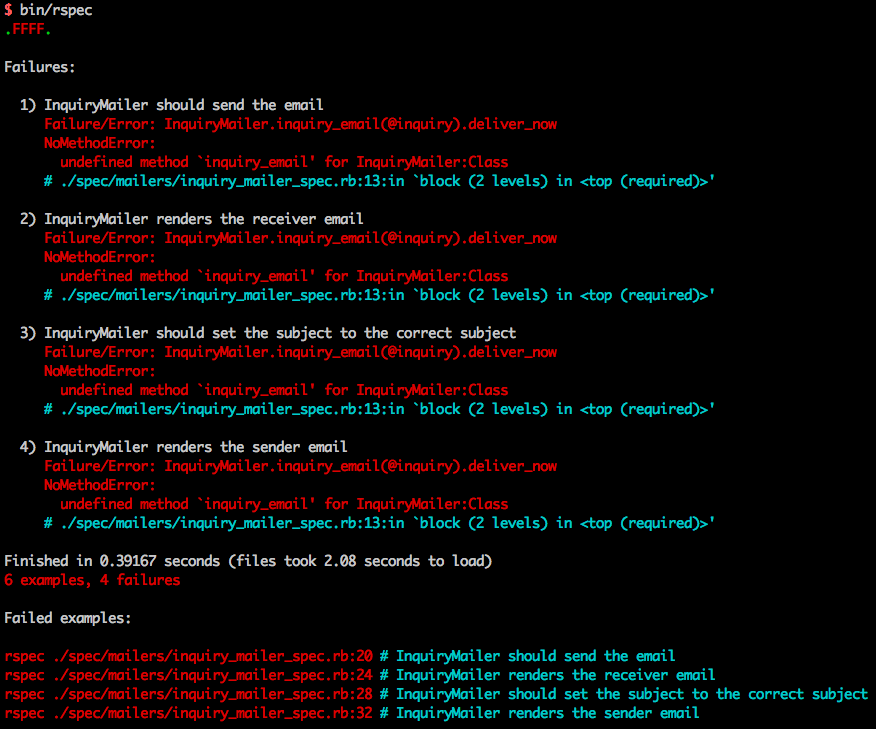 $ bin/rspec
.FFFF.
Failures:
1) InquiryMailer should send the email
Failure/Error: InquiryMailer.inquiry_email(@inquiry).deliver_now
NoMethodError:
undefined method `inquiry_email' for InquiryMailer:Class
# ./spec/mailers/inquiry_mailer_spec.rb:13:in `block (2 levels) in <top (required)>'
2) InquiryMailer renders the receiver email
Failure/Error: InquiryMailer.inquiry_email(@inquiry).deliver_now
NoMethodError:
undefined method `inquiry_email' for InquiryMailer:Class
# ./spec/mailers/inquiry_mailer_spec.rb:13:in `block (2 levels) in <top (required)>'
3) InquiryMailer should set the subject to the correct subject
Failure/Error: InquiryMailer.inquiry_email(@inquiry).deliver_now
NoMethodError:
undefined method `inquiry_email' for InquiryMailer:Class
# ./spec/mailers/inquiry_mailer_spec.rb:13:in `block (2 levels) in <top (required)>'
4) InquiryMailer renders the sender email
Failure/Error: InquiryMailer.inquiry_email(@inquiry).deliver_now
NoMethodError:
undefined method `inquiry_email' for InquiryMailer:Class
# ./spec/mailers/inquiry_mailer_spec.rb:13:in `block (2 levels) in <top (required)>'
Finished in 0.39167 seconds (files took 2.08 seconds to load)
6 examples, 4 failures
Failed examples:
rspec ./spec/mailers/inquiry_mailer_spec.rb:20 # InquiryMailer should send the email
rspec ./spec/mailers/inquiry_mailer_spec.rb:24 # InquiryMailer renders the receiver email
rspec ./spec/mailers/inquiry_mailer_spec.rb:28 # InquiryMailer should set the subject to the correct subject
rspec ./spec/mailers/inquiry_mailer_spec.rb:32 # InquiryMailer renders the sender email